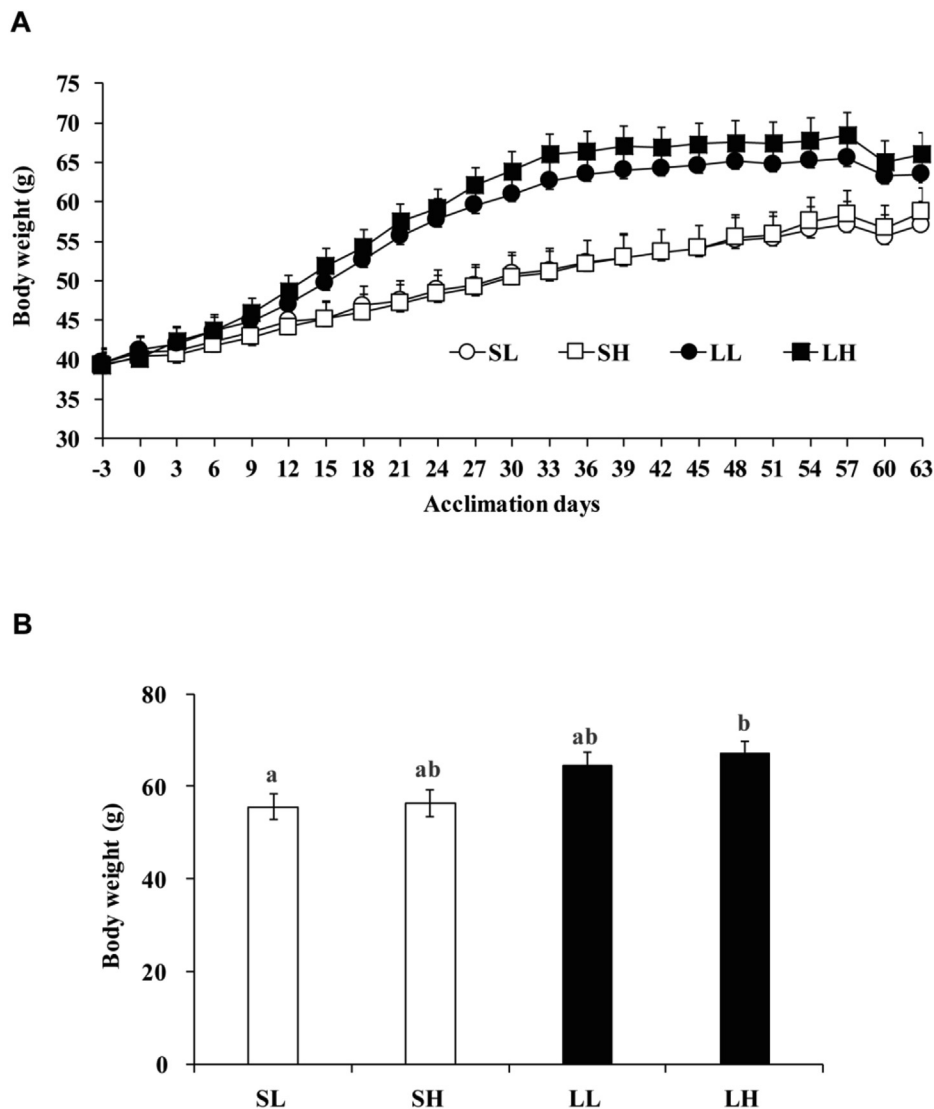 A
75
70
65
60
55
50
45
40
35
30
Body weight (g)
SL SH LL LH
-3 0 3 6 9 12 15 18 21 24 27 30 33 36 39 42 45 48 51 54 57 60 63
Acclimation days
B
80
60
40
20
0
Body weight (g)
a ab ab b
SL SH LL LH